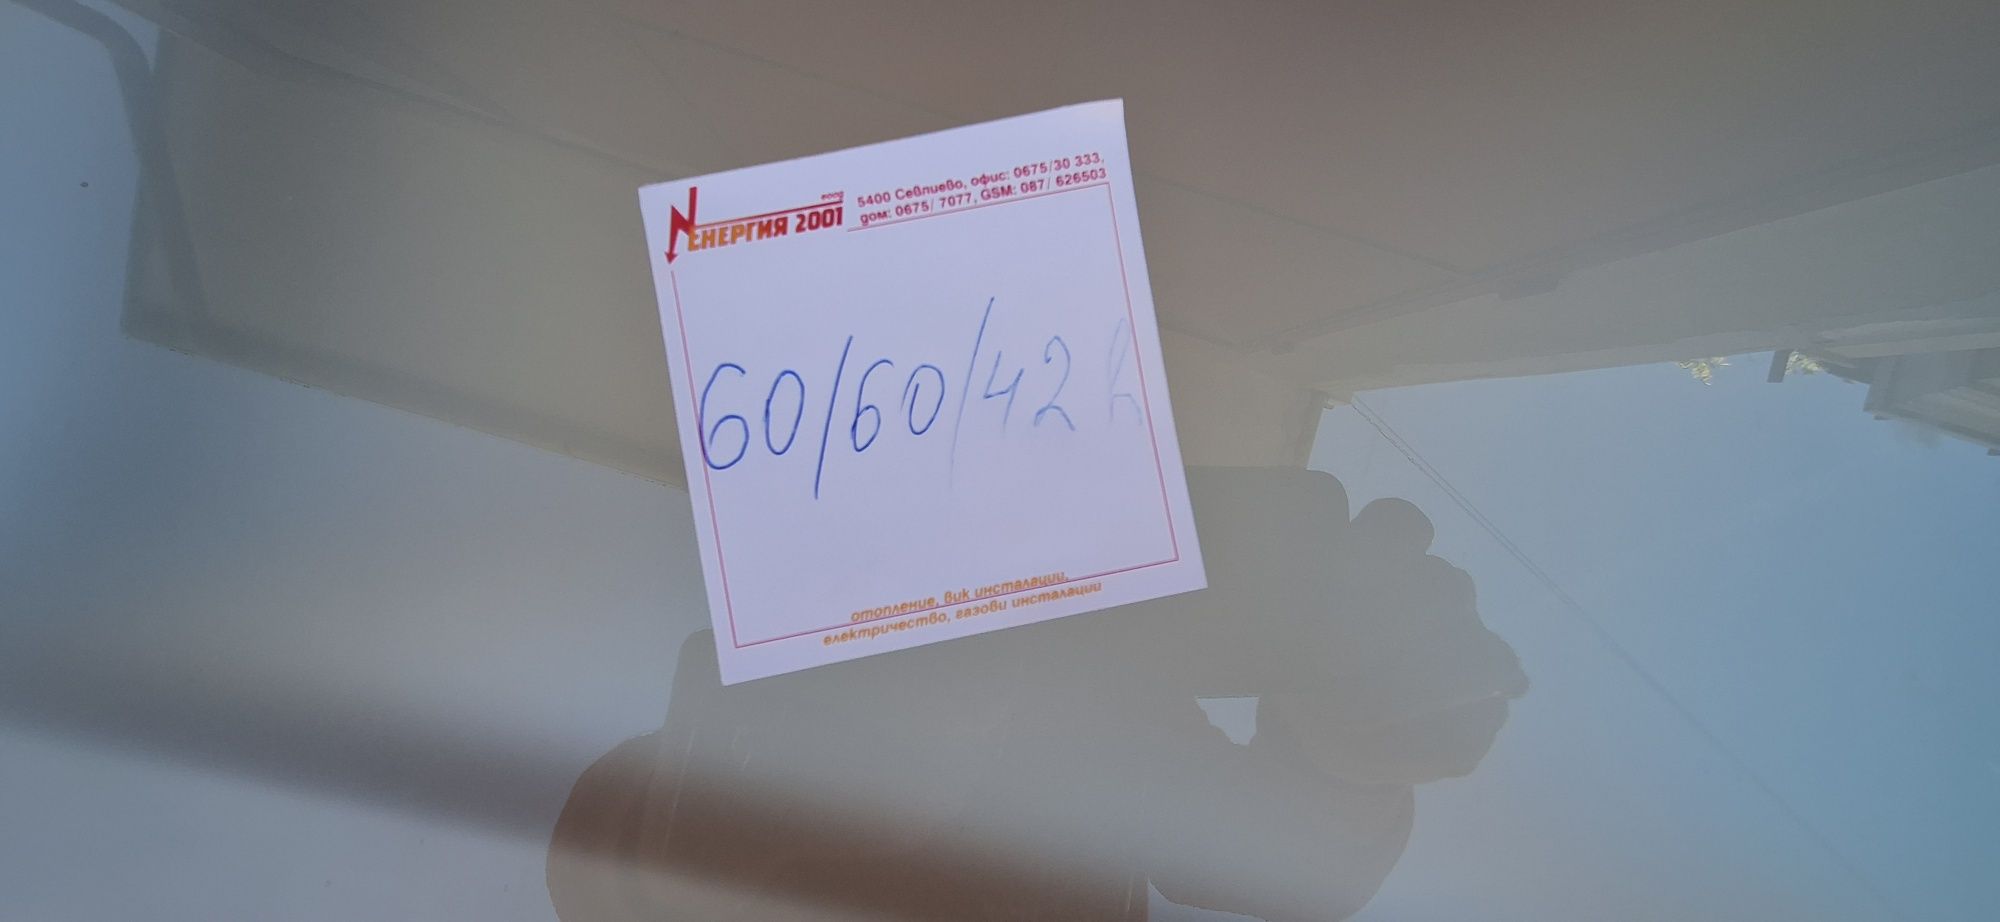 ЕНЕРГИЯ 2001 ЕООД
5400 Севлиево, офис: 0675/30 333,
дом: 0675/ 7077, GSM: 087/ 626503
60/60/42 h
отопление, вик инсталации,
електричество, газови инсталации